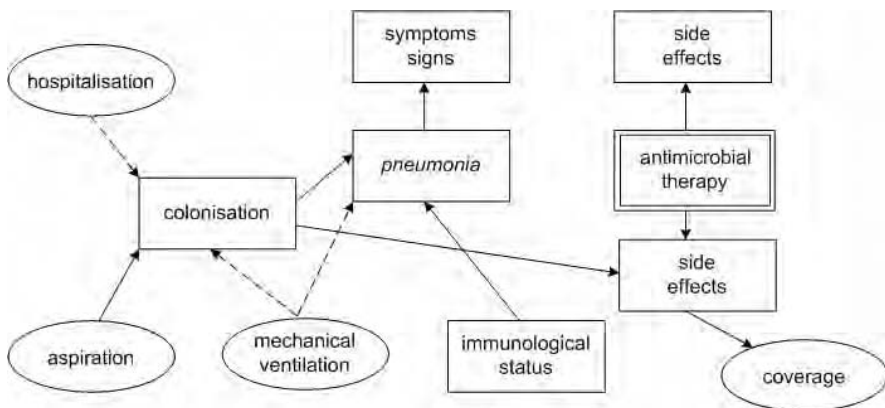 symptoms
signs
side
effects
hospitalisation
pneumonia
antimicrobial
therapy
colonisation
side
effects
aspiration
mechanical
ventilation
immunological
status
coverage